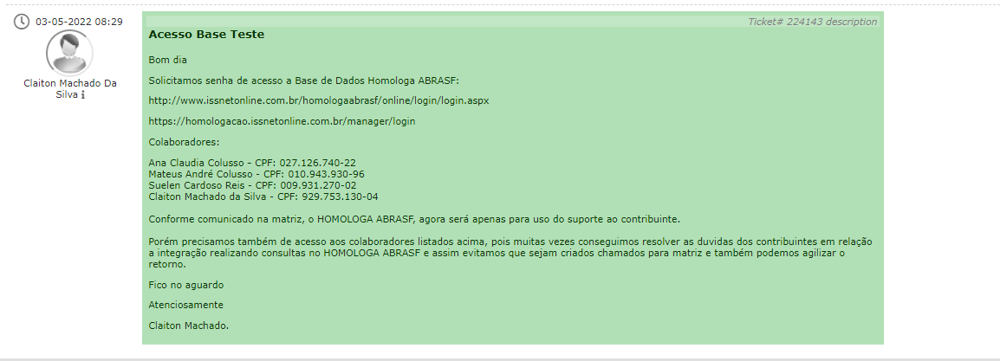 03-05-2022 08:29
Claiton Machado Da
Silva
Ticket# 224143 description
Acesso Base Teste
Bom dia
Solicitamos senha de acesso a Base de Dados Homologa ABRASF:
http://www.issnetonline.com.br/homologaabrasf/online/login/login.aspx
https://homologacao.issnetonline.com.br/manager/login
Colaboradores:
Ana Claudia Colusso - CPF: 027.126.740-22
Mateus André Colusso - CPF: 010.943.930-96
Suelen Cardoso Reis - CPF: 009.931.270-02
Claiton Machado da Silva - CPF: 929.753.130-04
Conforme comunicado na matriz, o HOMOLOGA ABRASF, agora será apenas para uso do suporte ao contribuinte.
Porém precisamos também de acesso aos colaboradores listados acima, pois muitas vezes conseguimos resolver as duvidas dos contribuintes em relação
a integração realizando consultas no HOMOLOGA ABRASF e assim evitamos que sejam criados chamados para matriz e também podemos agilizar o
retorno.
Fico no aguardo
Atenciosamente
Claiton Machado.